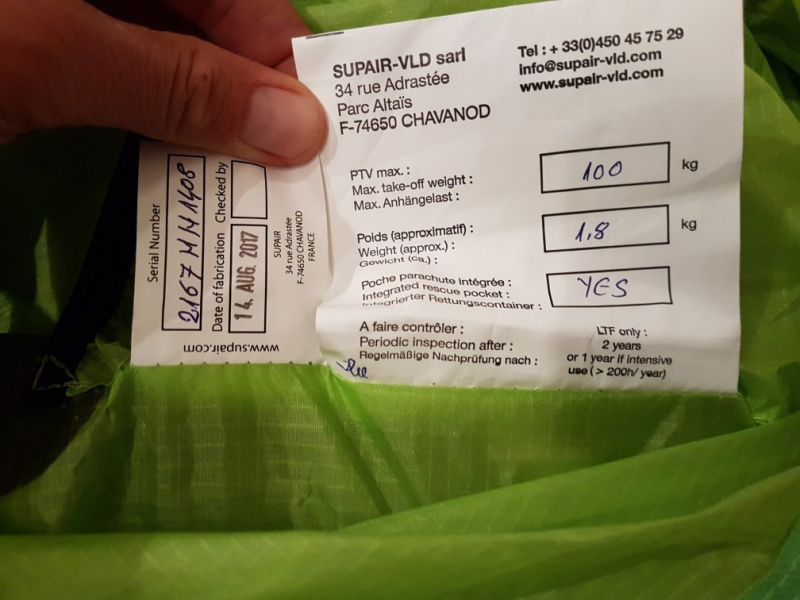 SUPAIR-VLD sarl
34 rue Adrastée
Parc Altaïs
F-74650 CHAVANOD
Tel : + 33(0)450 45 75 29
info@supair-vld.com
www.supair-vld.com
PTV max. :
Max. take-off weight :
Max. Anhängelast :
100 kg
Poids (approximatif) :
Weight (approx.) :
Gewicht (ca.) :
1,8 kg
Poche parachute intégrée :
Integrated rescue pocket :
Integrierter Rettungscontainer :
YES
A faire contrôler :
Periodic inspection after :
Regelmäßige Nachprüfung nach :
LTF only :
2 years
or 1 year if intensive
use ( > 200h/ year)
Serial Number
2167MM1408
Date of fabrication
14 AUG. 2017
Checked by
SUPAIR
34 rue Adrastée
F-74650 CHAVANOD
FRANCE
www.supair.com